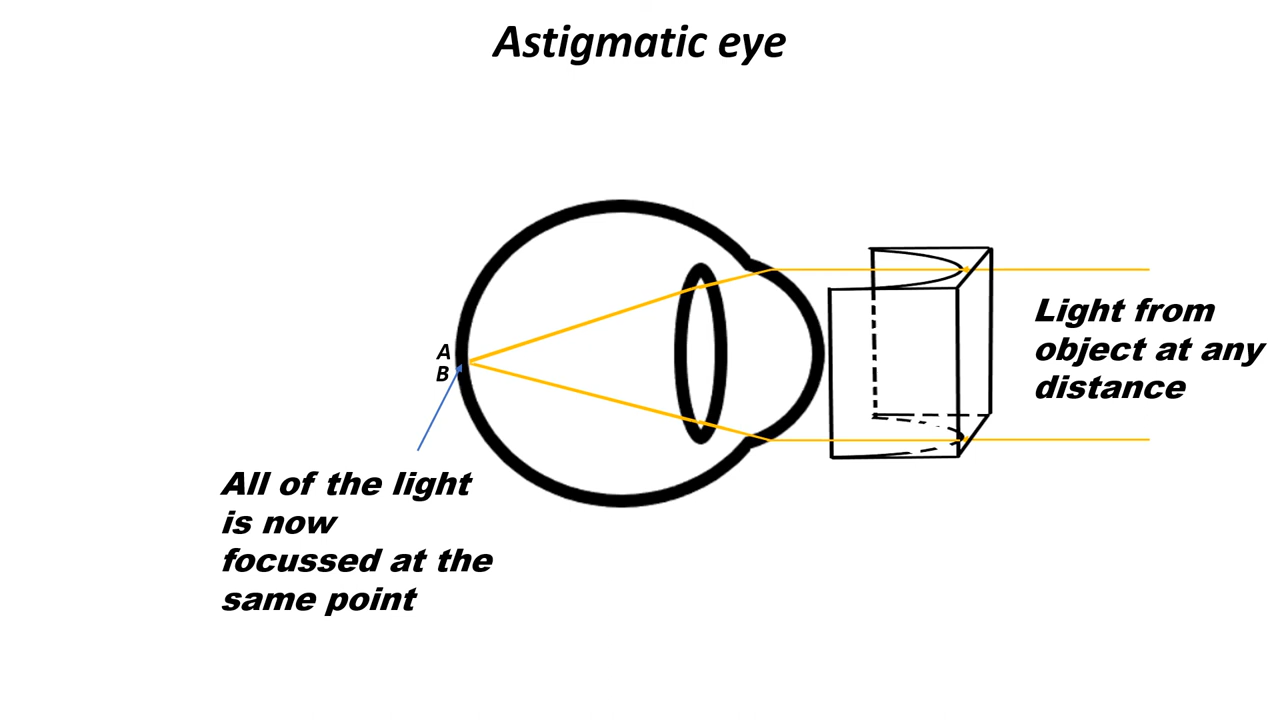 Astigmatic eye
Light from
object at any
distance
A
B
All of the light
is now
focussed at the
same point